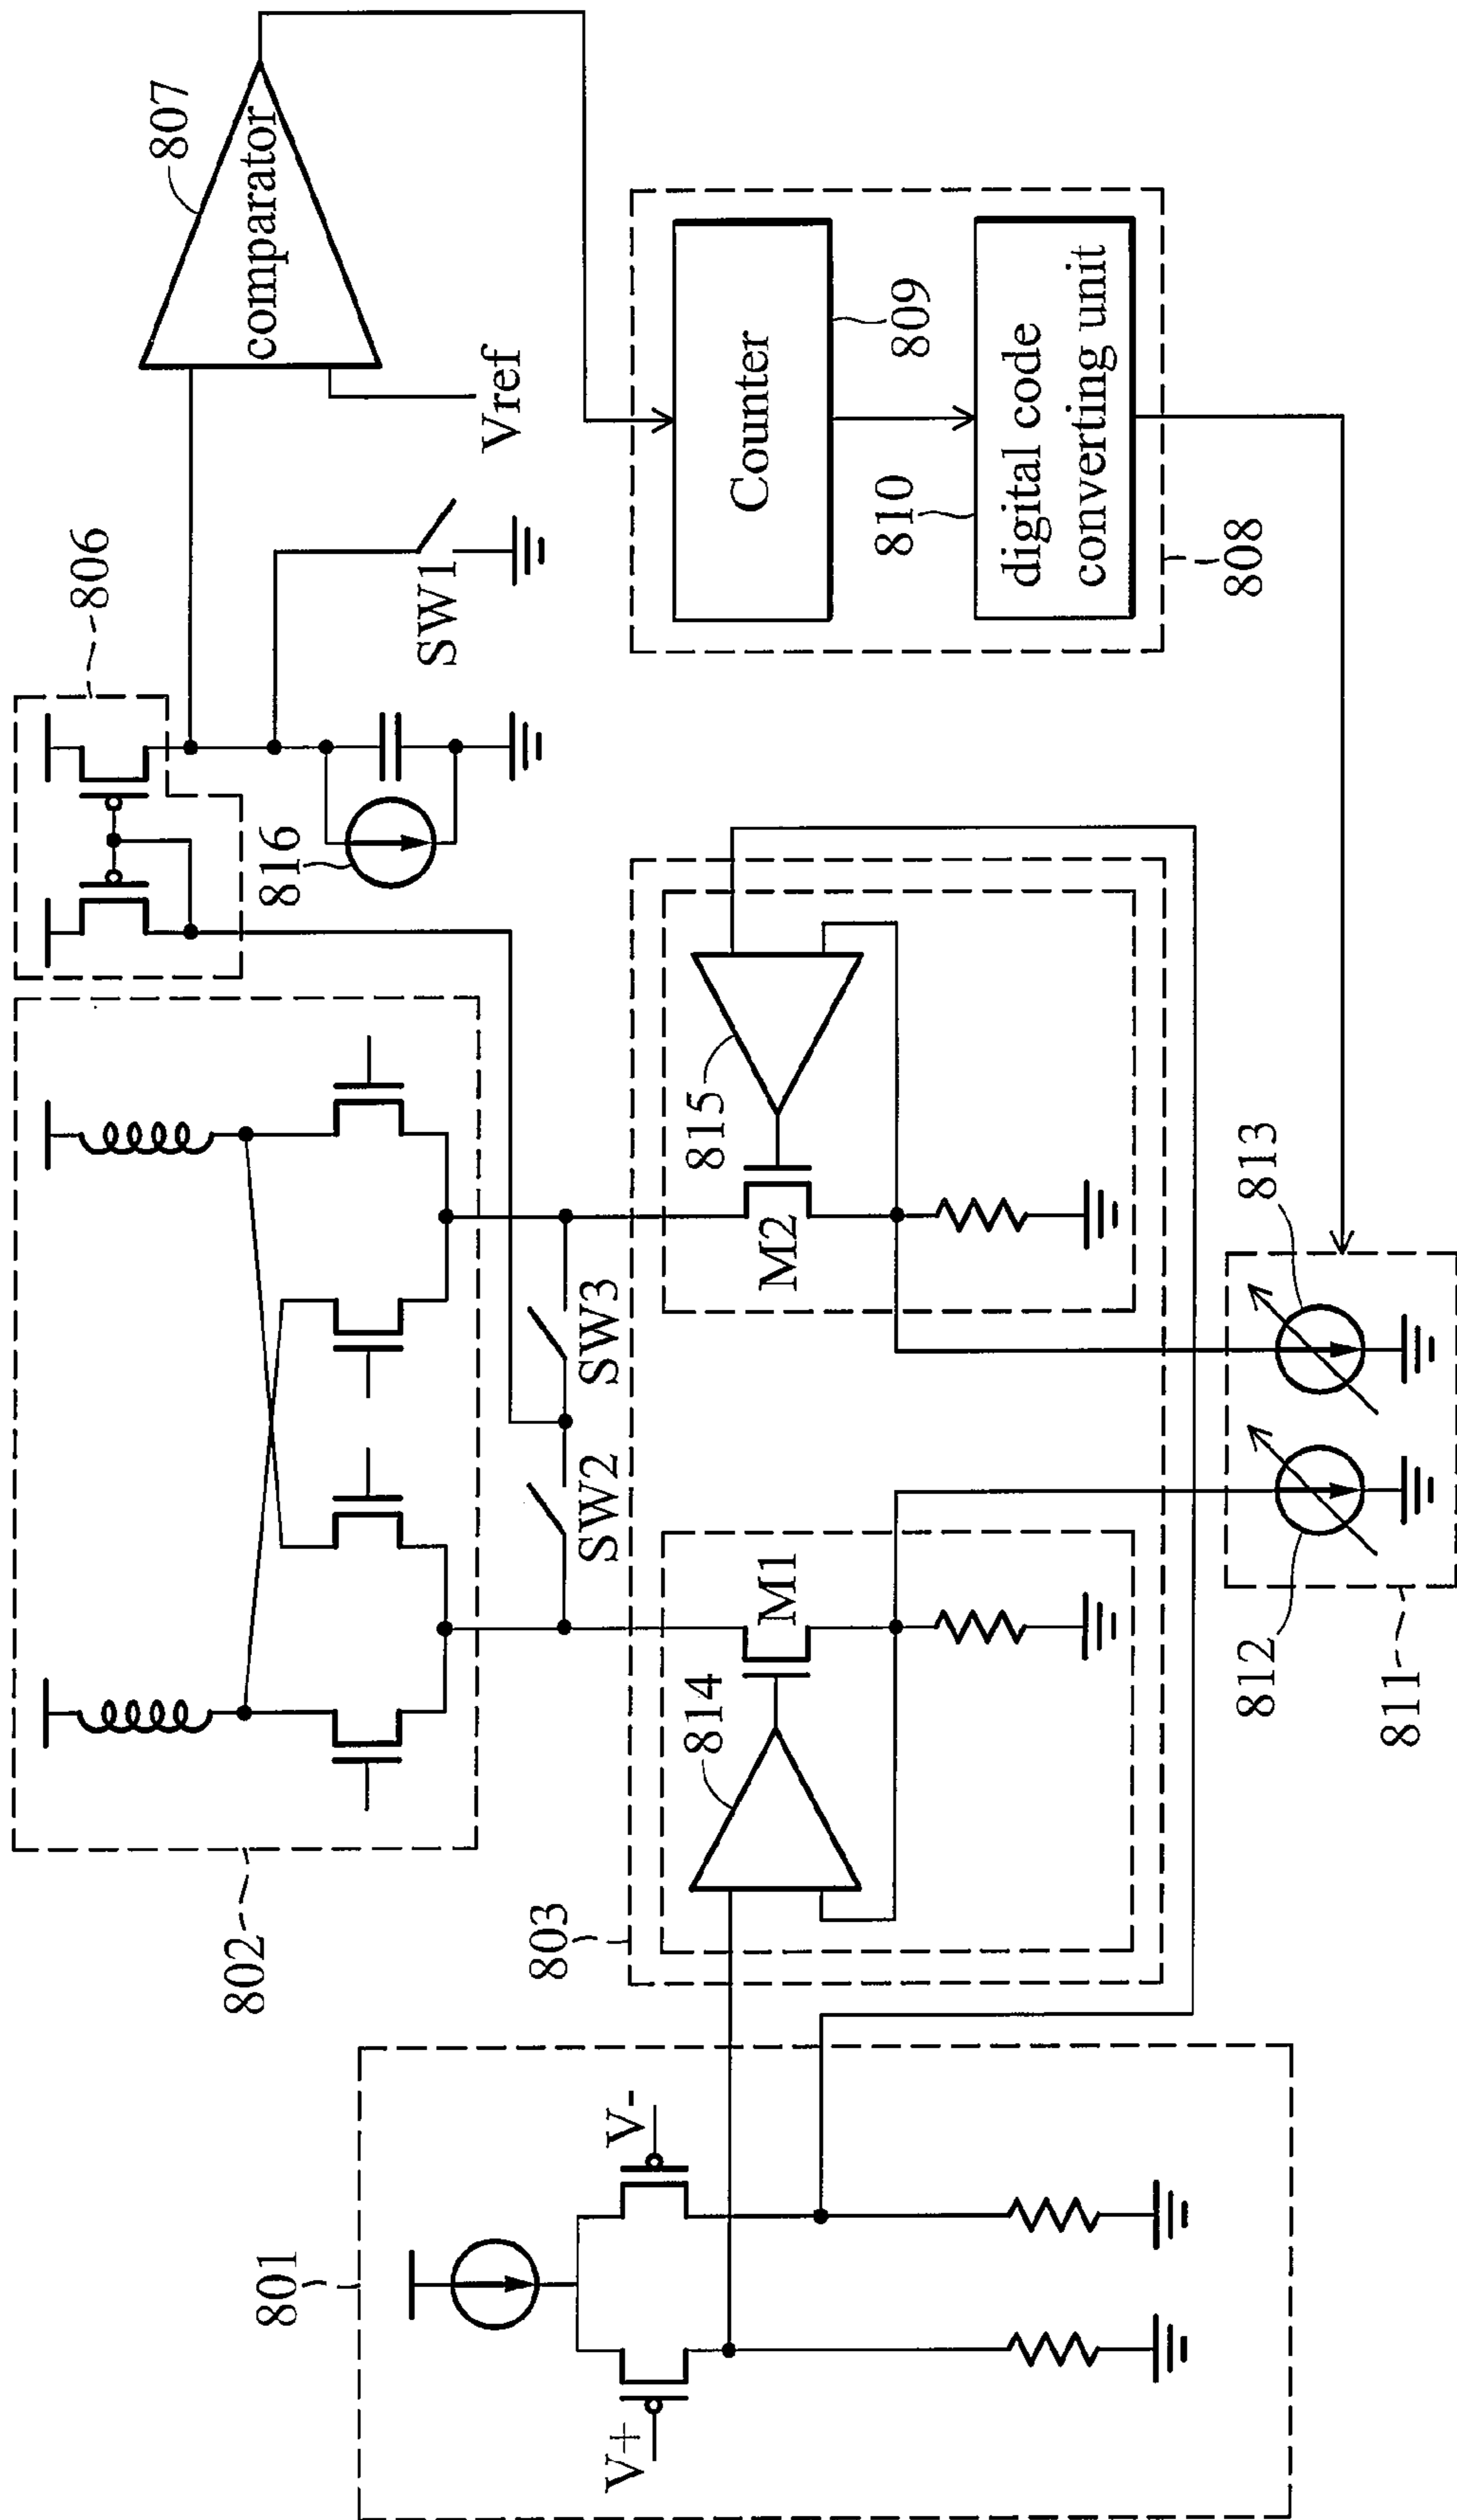 801
V+
V-
802
803
814
M1
SW2
SW3
815
M2
806
816
SW1
807
comparator
Vref
Counter
809
810
digital code
converting unit
808
811
812
813